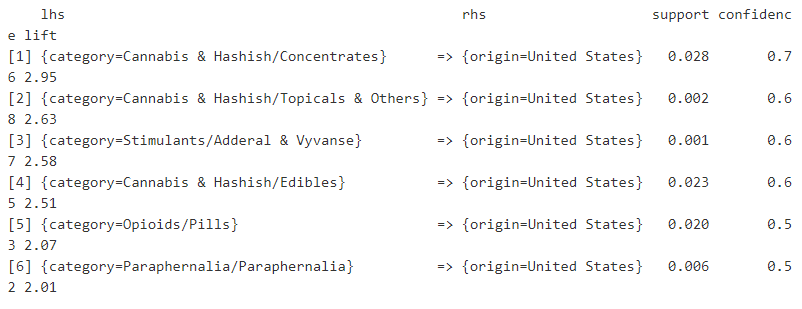 lhs rhs support confidenc
e lift
[1] {category=Cannabis & Hashish/Concentrates} => {origin=United States} 0.028 0.7
6 2.95
[2] {category=Cannabis & Hashish/Topicals & Others} => {origin=United States} 0.002 0.6
8 2.63
[3] {category=Stimulants/Adderal & Vyvanse} => {origin=United States} 0.001 0.6
7 2.58
[4] {category=Cannabis & Hashish/Edibles} => {origin=United States} 0.023 0.6
5 2.51
[5] {category=Opioids/Pills} => {origin=United States} 0.020 0.5
3 2.07
[6] {category=Paraphernalia/Paraphernalia} => {origin=United States} 0.006 0.5
2 2.01